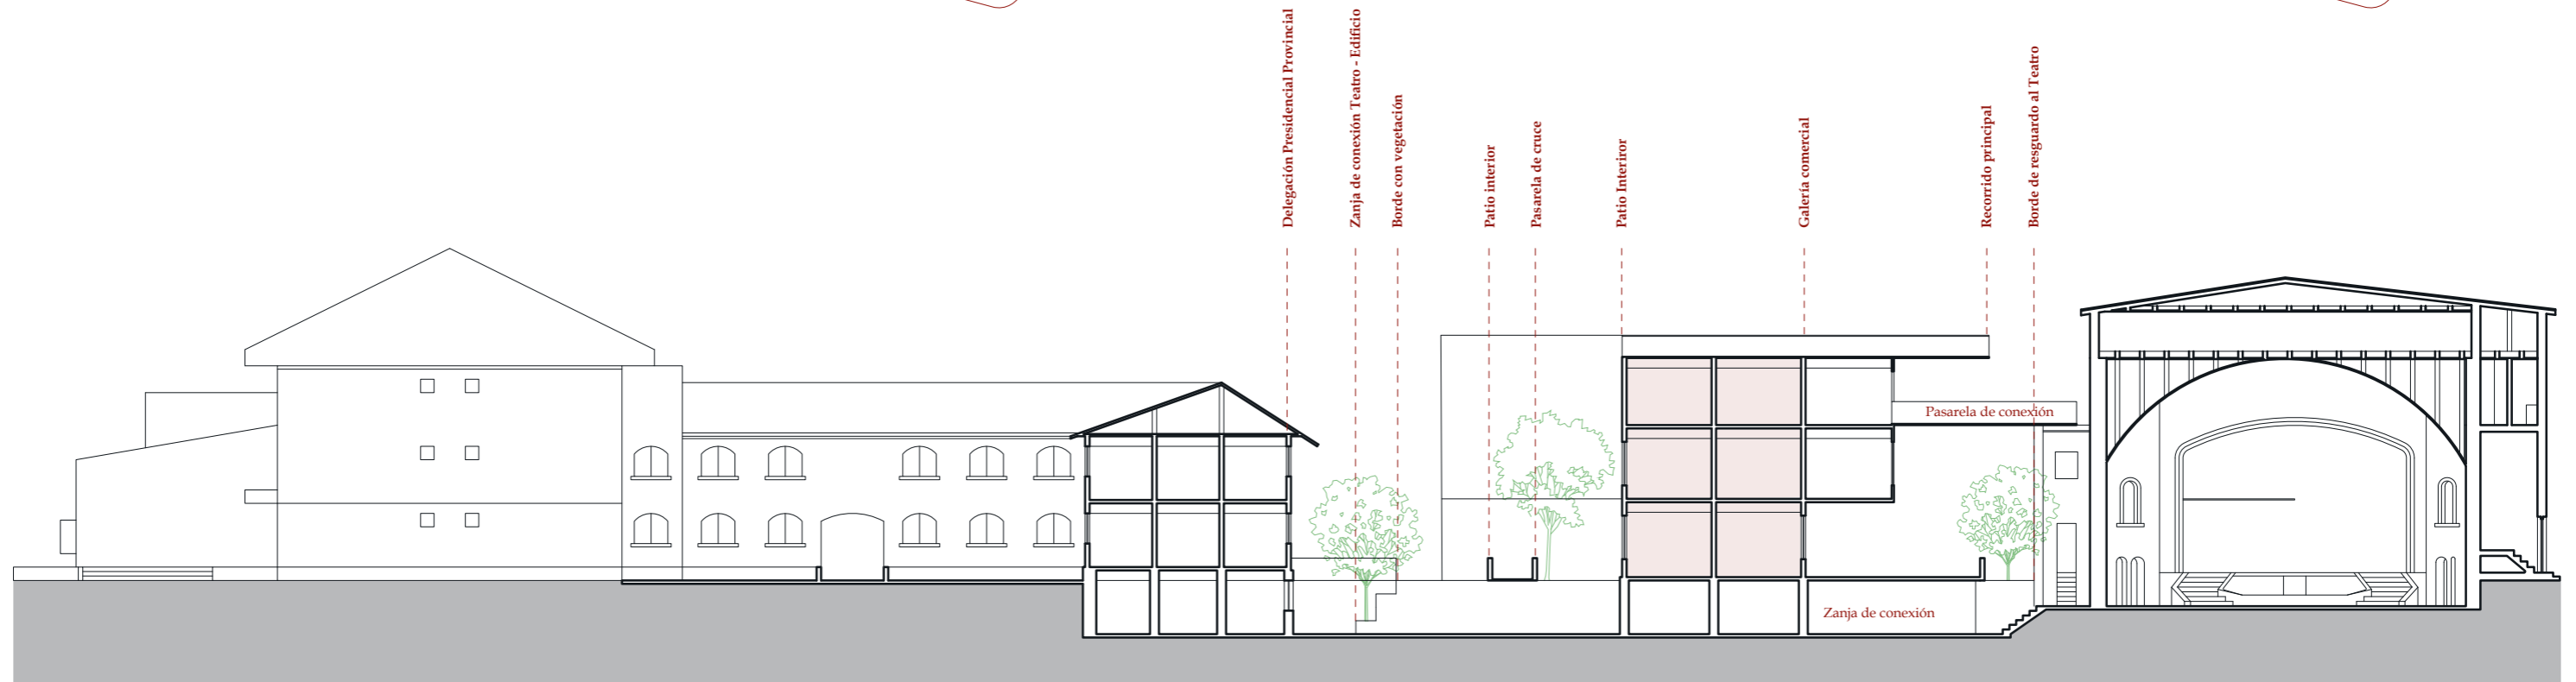 Delegación Presidencial Provincial
Zanja de conexión Teatro - Edificio
Borde con vegetación
Patio interior
Pasarela de cruce
Patio Interiror
Galería comercial
Recorrido principal
Borde de resguardo al Teatro
Pasarela de conexión
Zanja de conexión